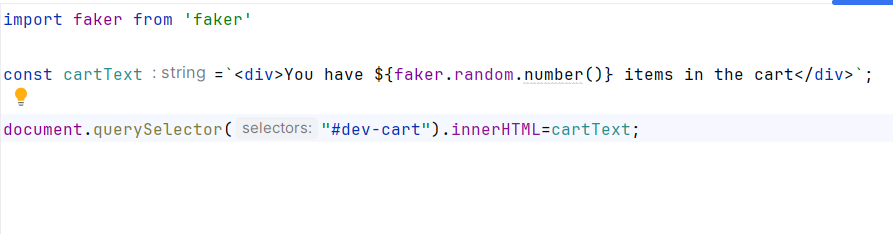 import faker from 'faker'
const cartText : string =`<div>You have ${faker.random.number()} items in the cart</div>`;
document.querySelector( selectors: "#dev-cart").innerHTML=cartText;